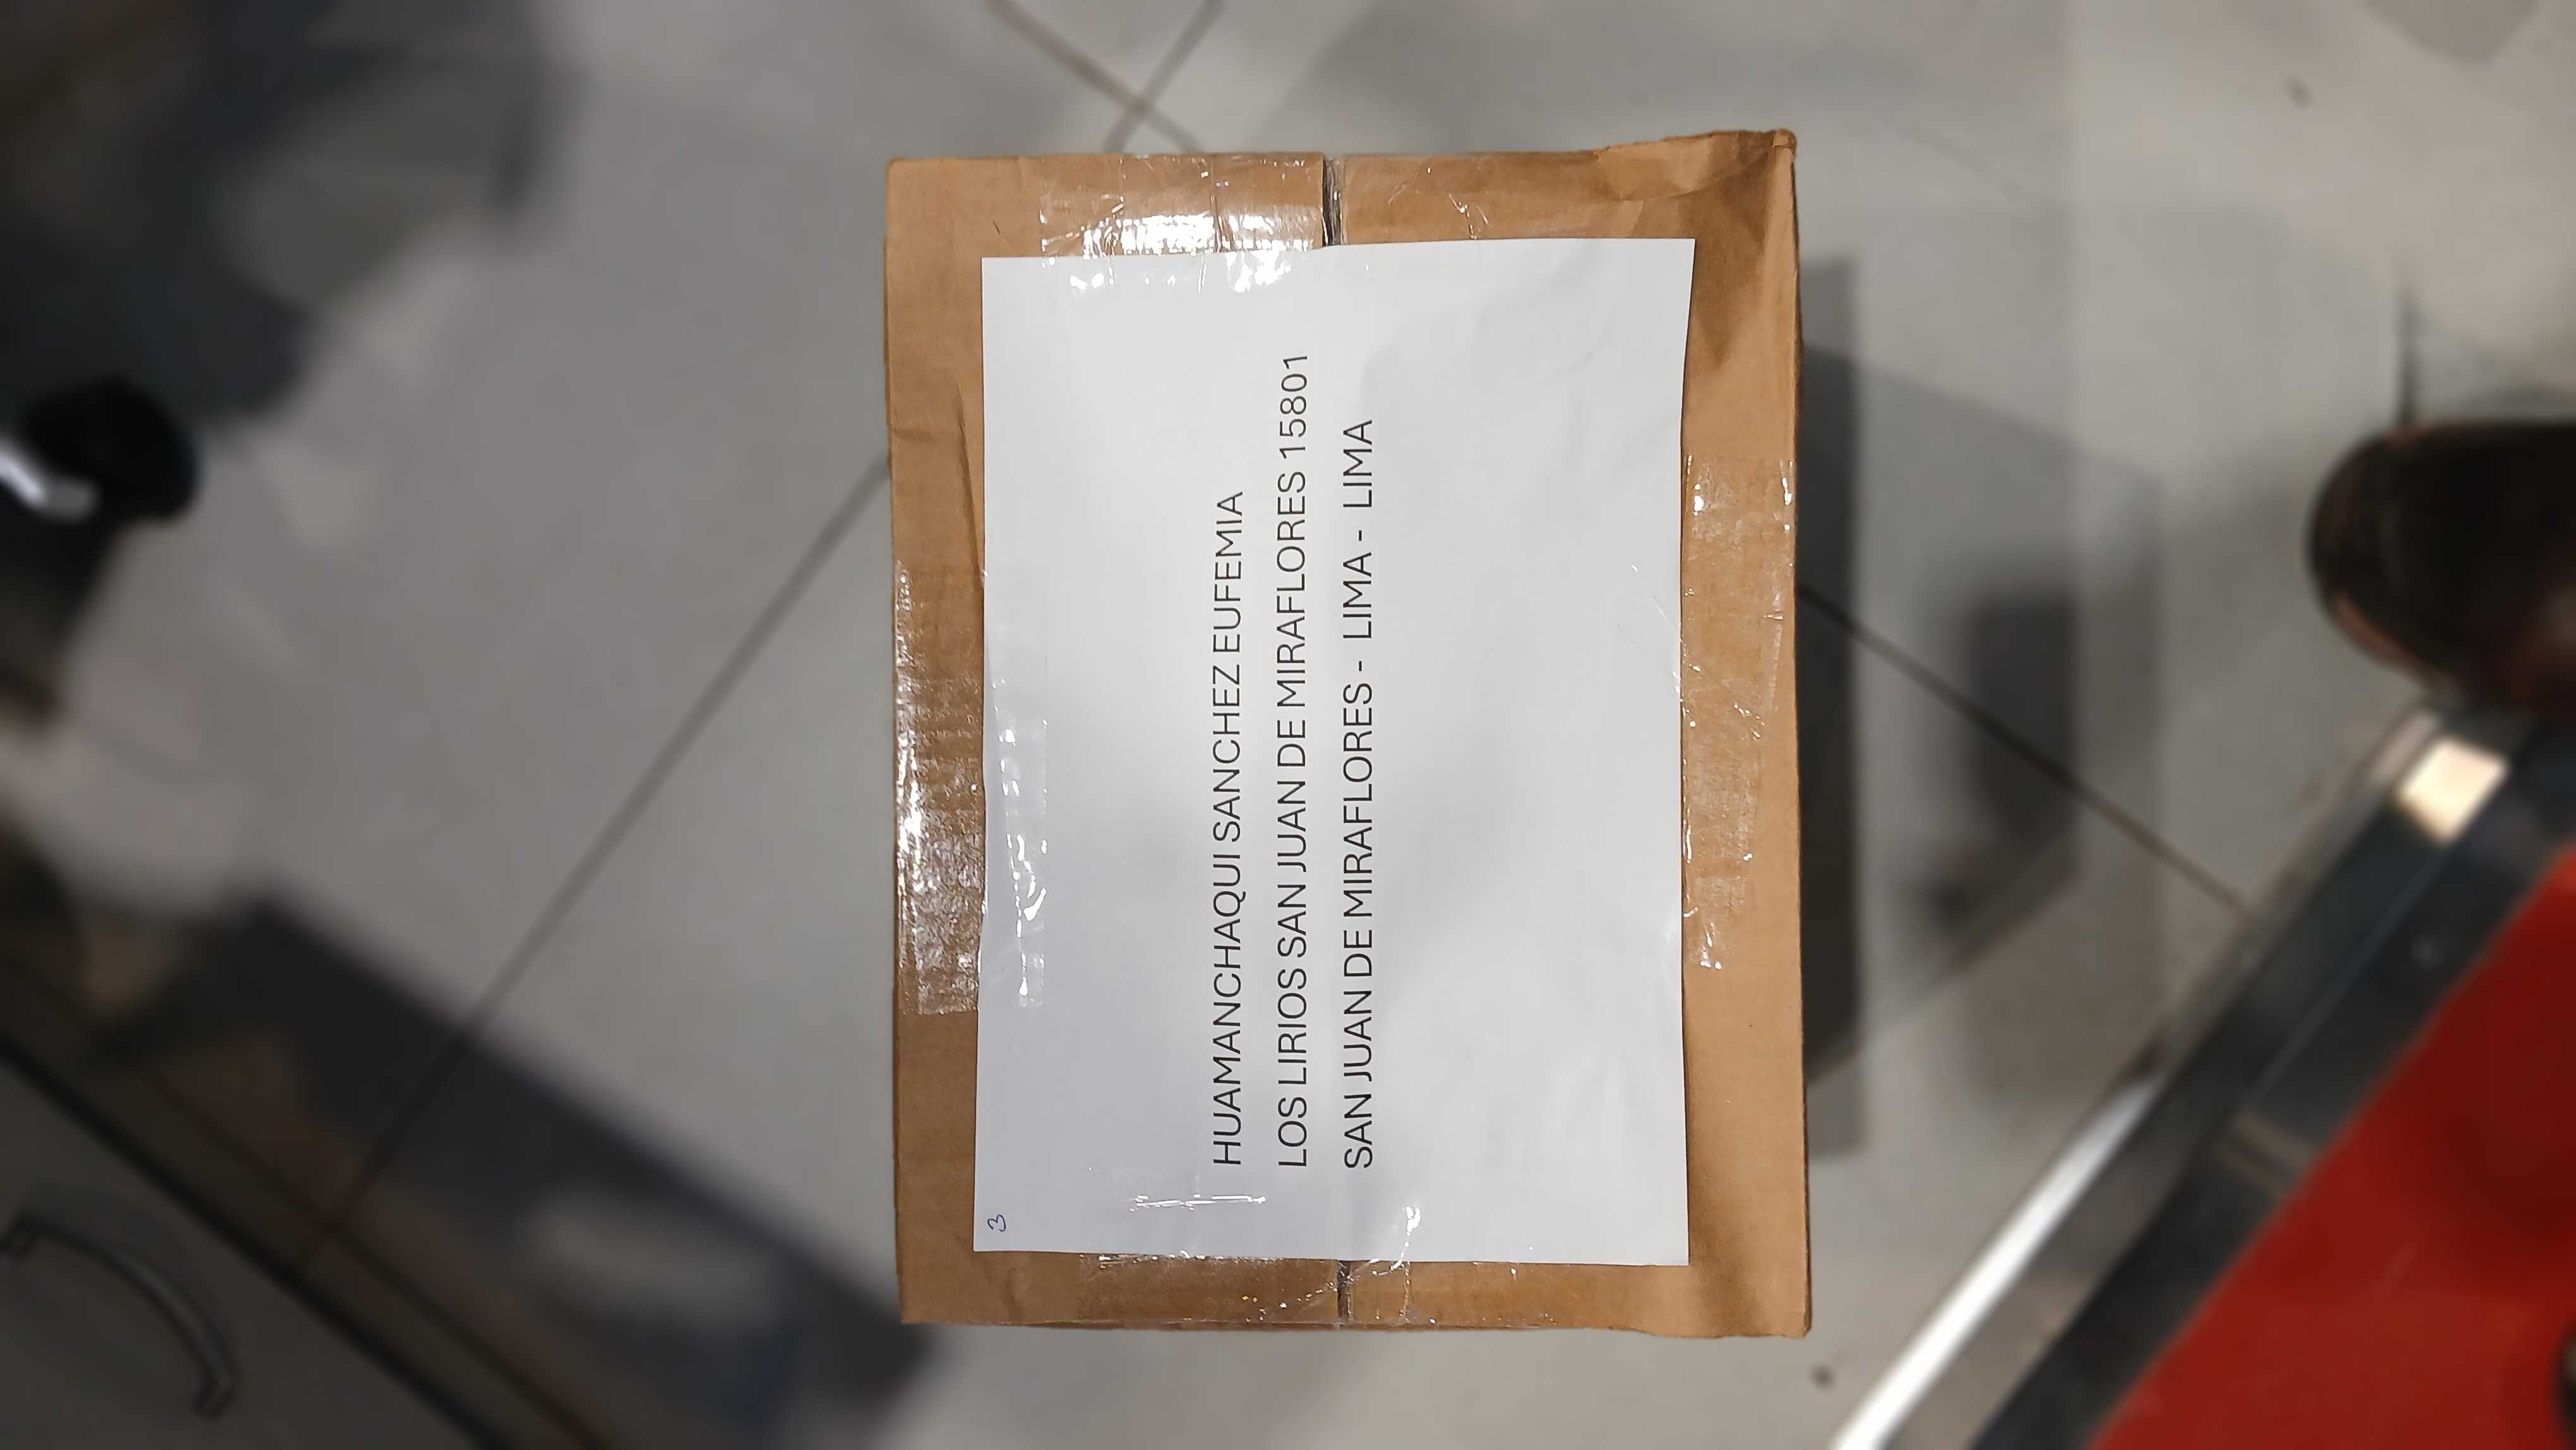 3
HUAMANCHAQUI SANCHEZ EUFEMIA
LOS LIRIOS SAN JUAN DE MIRAFLORES 15801
SAN JUAN DE MIRAFLORES - LIMA - LIMA